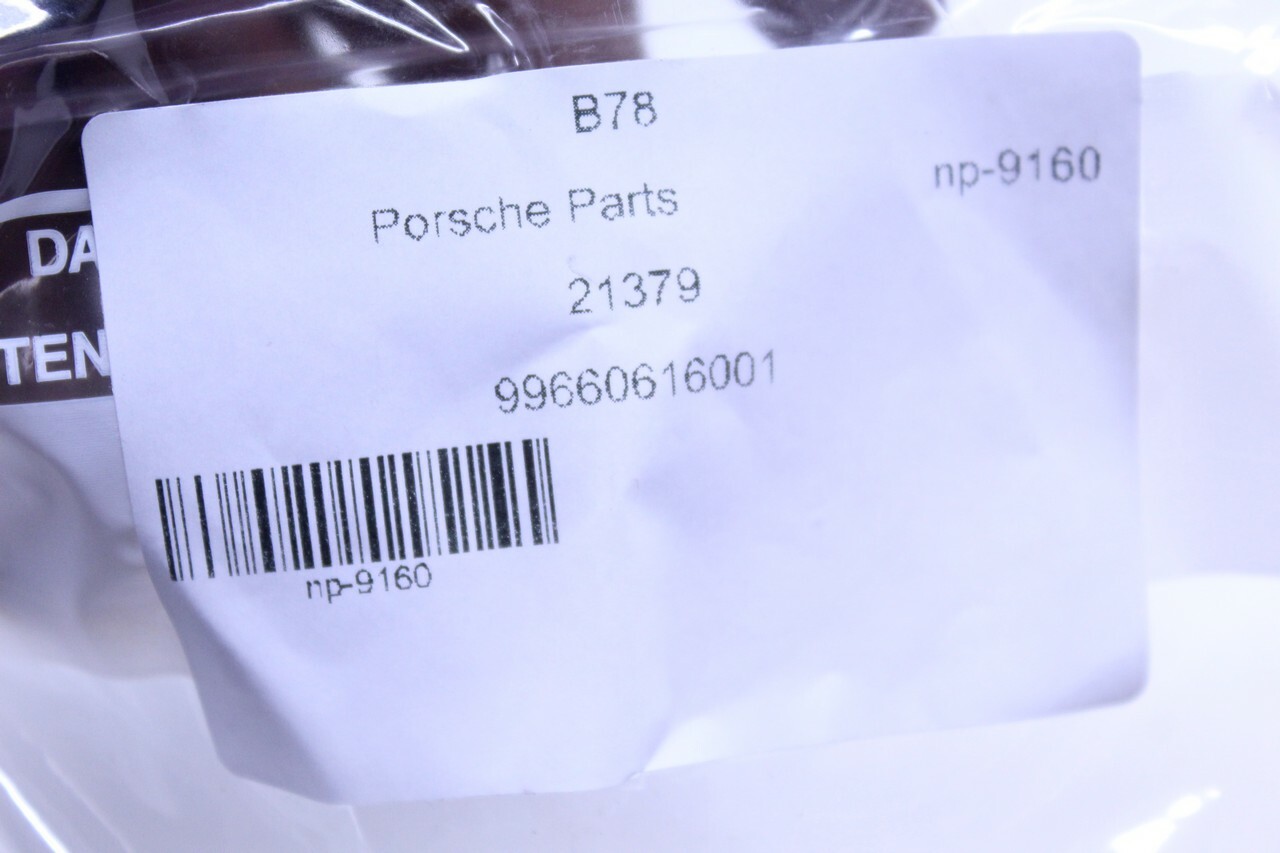 B78
np-9160
Porsche Parts
21379
99660616001
np-9160
DA
TEN